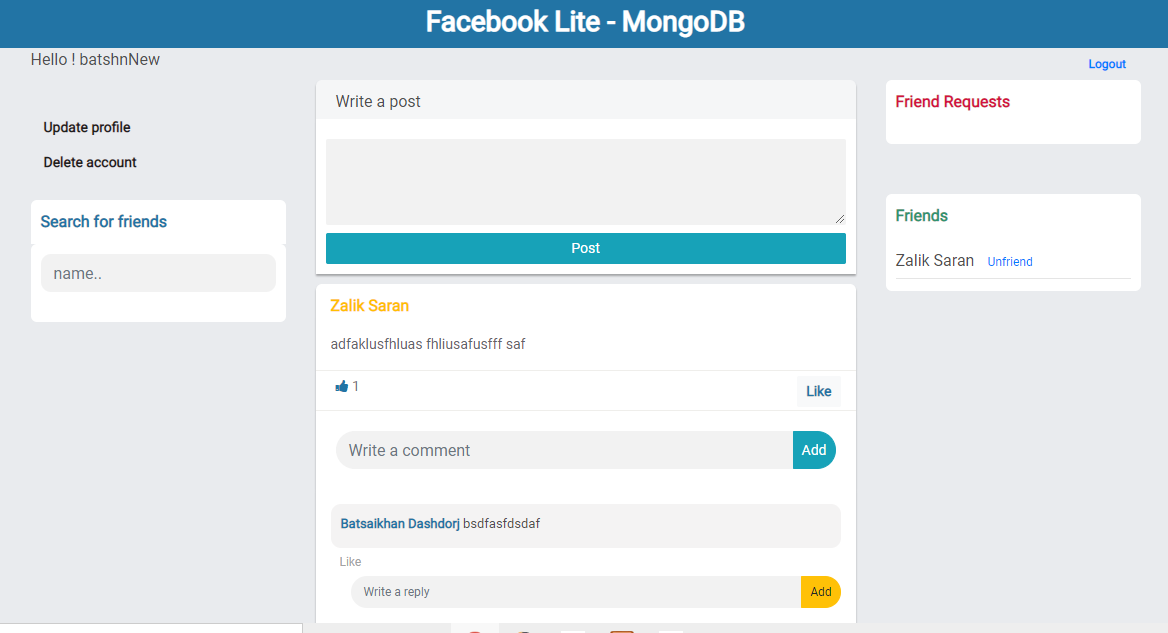 Facebook Lite - MongoDB
Hello ! batshnNew
Logout
Update profile
Delete account
Search for friends
name..
Write a post
Post
Zalik Saran
adfaklusfhluas fhliusafusfff saf
1
Like
Write a comment
Add
Batsaikhan Dashdorj bsdfasfdsdaf
Like
Write a reply
Add
Friend Requests
Friends
Zalik Saran Unfriend